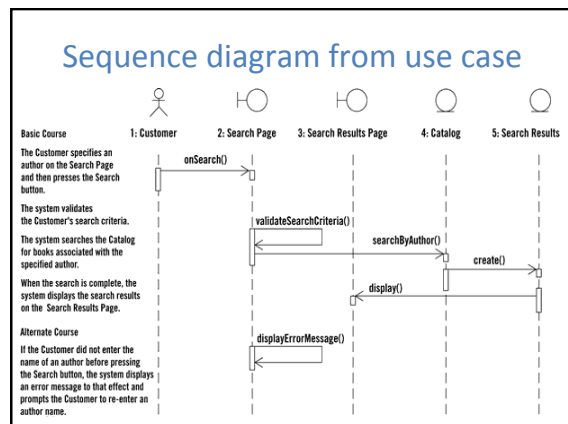 Sequence diagram from use case
Basic Course
1: Customer
2: Search Page
3: Search Results Page
4: Catalog
5: Search Results
The Customer specifies an
author on the Search Page
and then presses the Search
button.
onSearch()
The system validates
the Customer's search criteria.
validateSearchCriteria()
The system searches the Catalog
for books associated with the
specified author.
searchByAuthor()
create()
When the search is complete, the
system displays the search results
on the Search Results Page.
display()
Alternate Course
If the Customer did not enter the
name of an author before pressing
the Search button, the system displays
an error message to that effect and
prompts the Customer to re-enter an
author name.
displayErrorMessage()